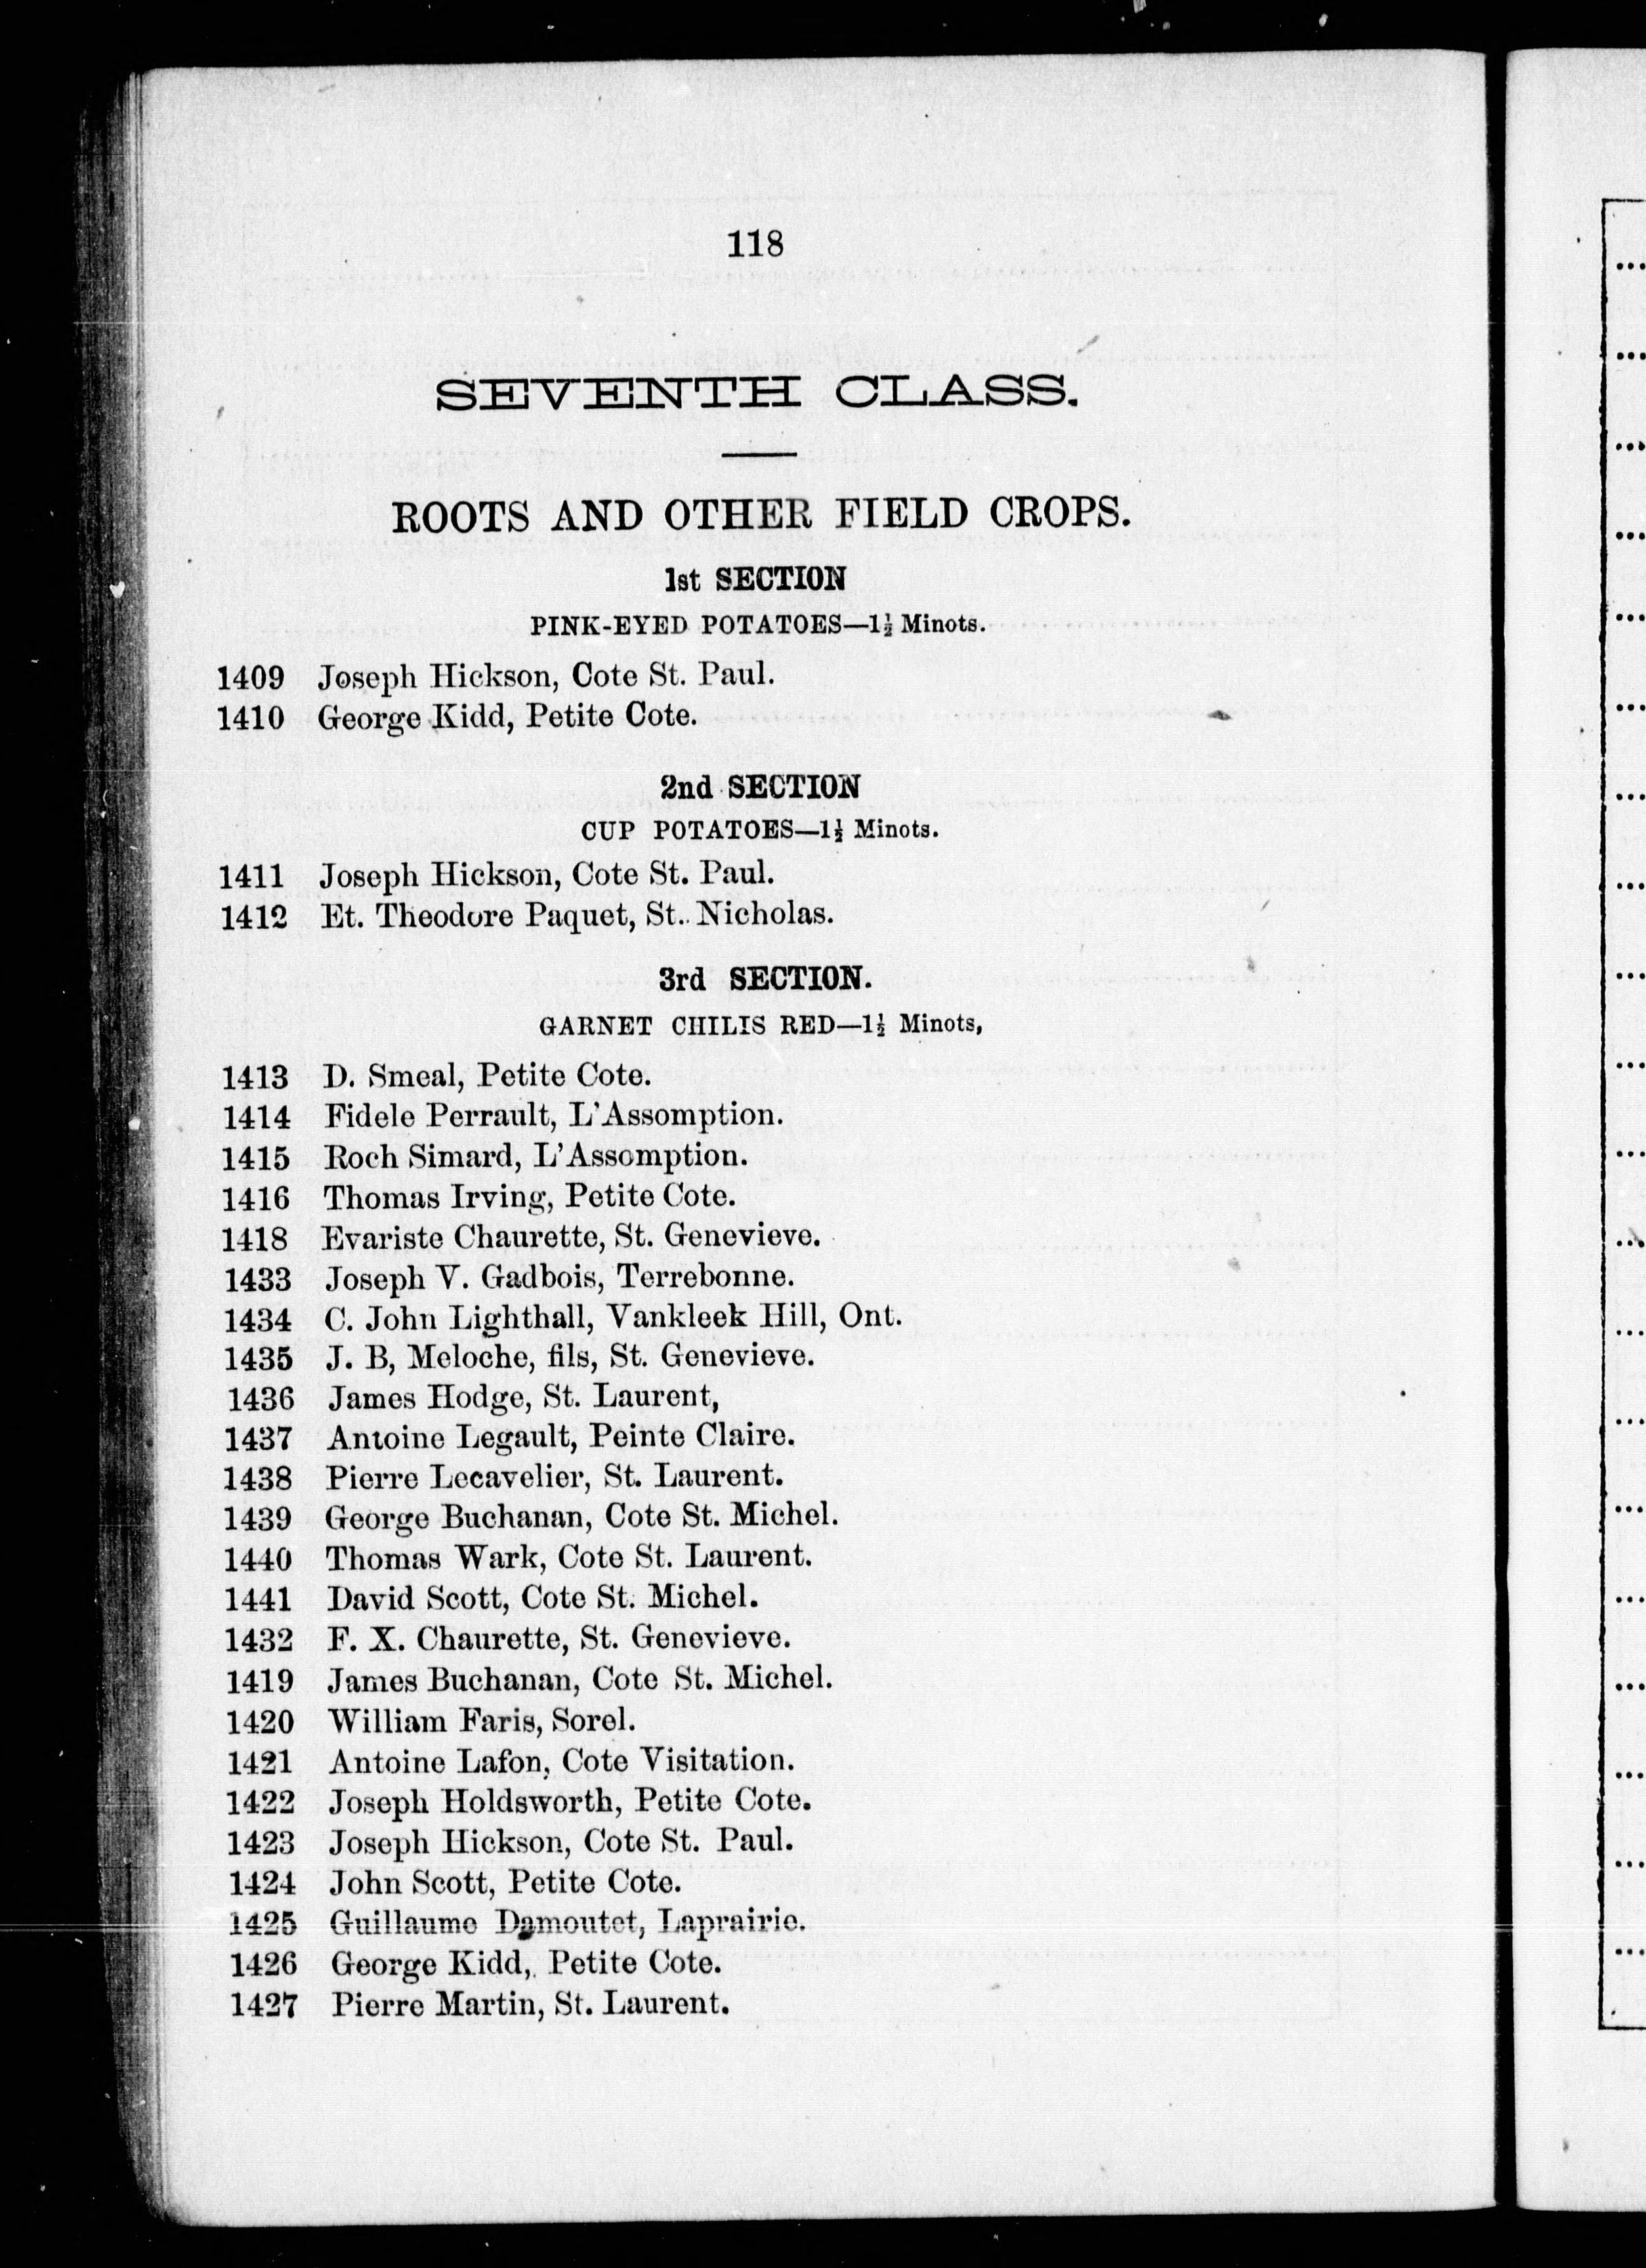 118
SEVENTH CLASS.
ROOTS AND OTHER FIELD CROPS.
1st SECTION
PINK-EYED POTATOES—1½ Minots.
1409 Joseph Hickson, Cote St. Paul.
1410 George Kidd, Petite Cote.
2nd SECTION
CUP POTATOES—1½ Minots.
1411 Joseph Hickson, Cote St. Paul.
1412 Et. Theodore Paquet, St. Nicholas.
3rd SECTION.
GARNET CHILIS RED—1½ Minots,
1413 D. Smeal, Petite Cote.
1414 Fidele Perrault, L'Assomption.
1415 Roch Simard, L'Assomption.
1416 Thomas Irving, Petite Cote.
1418 Evariste Chaurette, St. Genevieve.
1433 Joseph V. Gadbois, Terrebonne.
1434 C. John Lighthall, Vankleek Hill, Ont.
1435 J. B, Meloche, fils, St. Genevieve.
1436 James Hodge, St. Laurent,
1437 Antoine Legault, Peinte Claire.
1438 Pierre Lecavelier, St. Laurent.
1439 George Buchanan, Cote St. Michel.
1440 Thomas Wark, Cote St. Laurent.
1441 David Scott, Cote St. Michel.
1432 F. X. Chaurette, St. Genevieve.
1419 James Buchanan, Cote St. Michel.
1420 William Faris, Sorel.
1421 Antoine Lafon, Cote Visitation.
1422 Joseph Holdsworth, Petite Cote.
1423 Joseph Hickson, Cote St. Paul.
1424 John Scott, Petite Cote.
1425 Guillaume Damoutet, Laprairie.
1426 George Kidd, Petite Cote.
1427 Pierre Martin, St. Laurent.